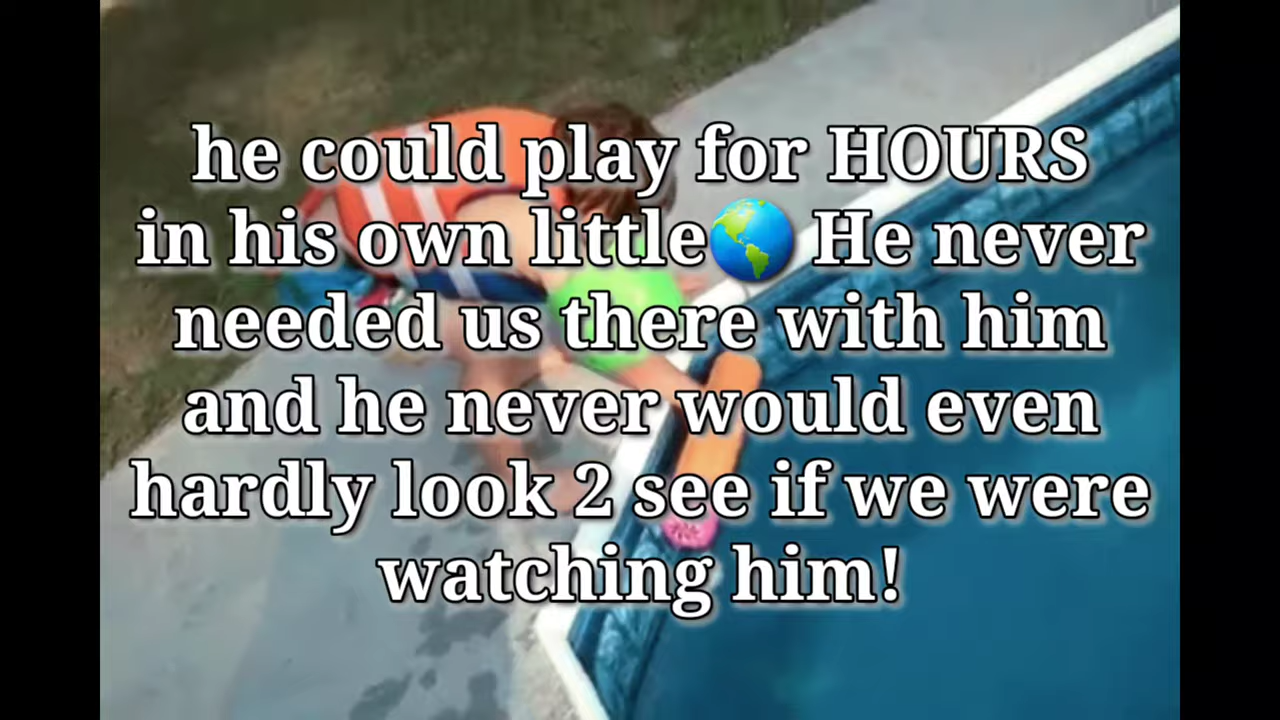 he could play for HOURS
in his own little🌎 He never
needed us there with him
and he never would even
hardly look 2 see if we were
watching him!